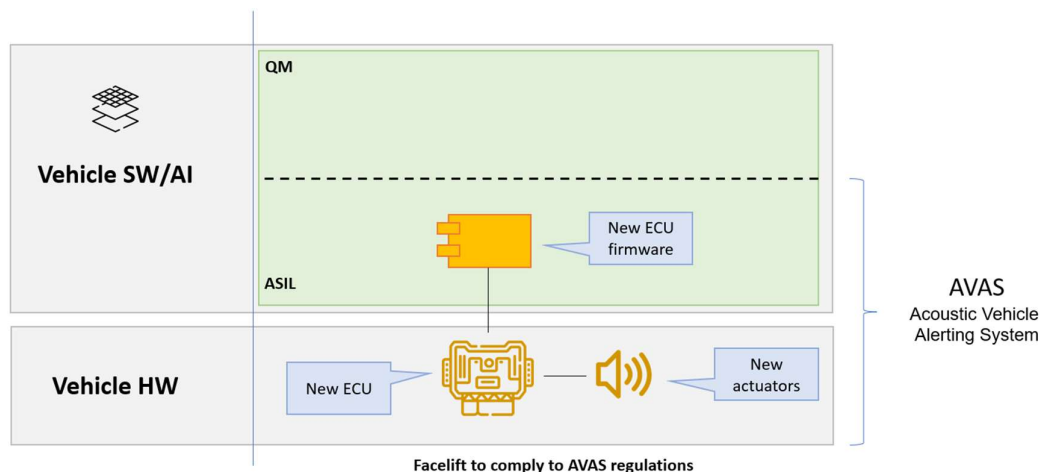 QM
Vehicle SW/AI
New ECU
firmware
ASIL
AVAS
Acoustic Vehicle
Alerting System
Vehicle HW
New ECU
New
actuators
Facelift to comply to AVAS regulations